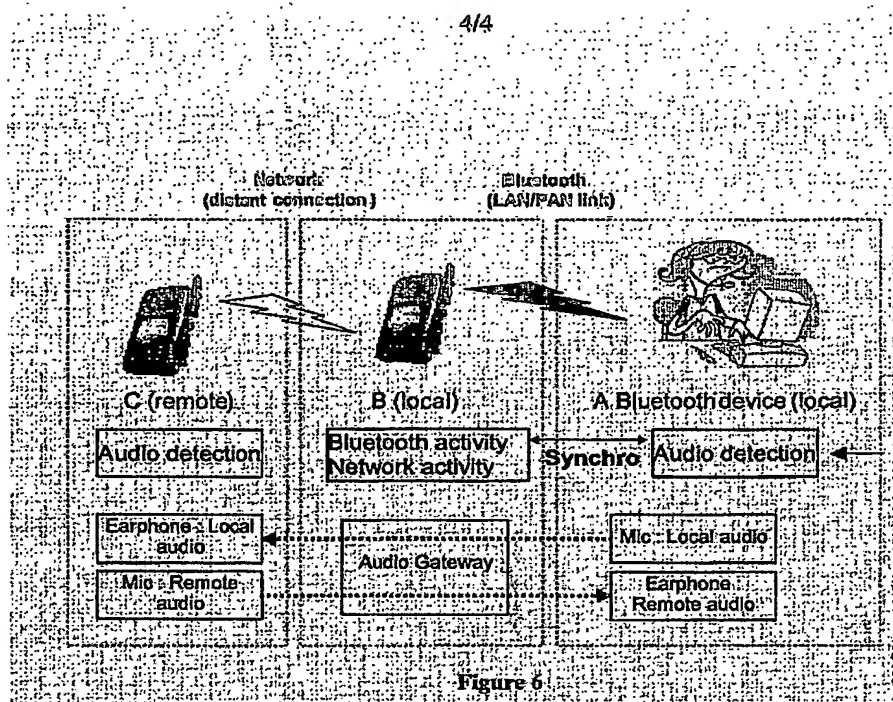 4/4
Network
(distant connection)
Bluetooth
(LAN/PAN link)
C (remote)
B (local)
A Bluetooth device (local)
Audio detection
Bluetooth activity
Network activity
Synchro
Audio detection
Earphone : Local
audio
Audio Gateway
Mic : Local audio
Mic : Remote
audio
Earphone
Remote audio
Figure 6